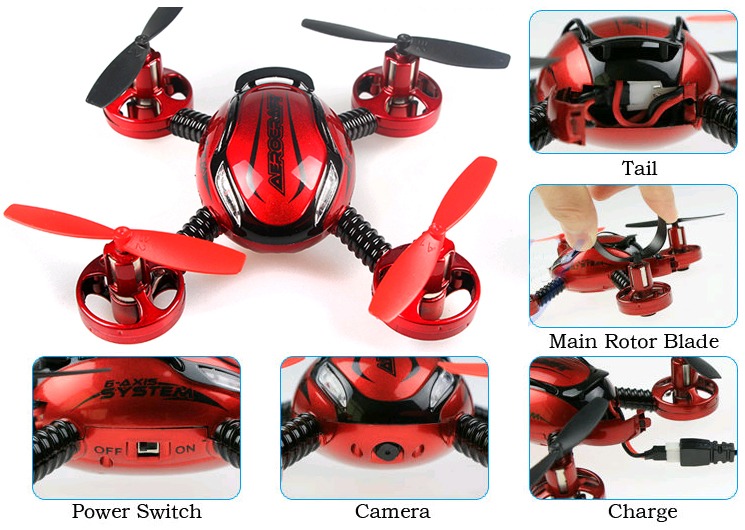 AEROCRAFT
Tail
Main Rotor Blade
6-AXIS
SYSTEM
OFF
ON
Power Switch
Camera
Charge